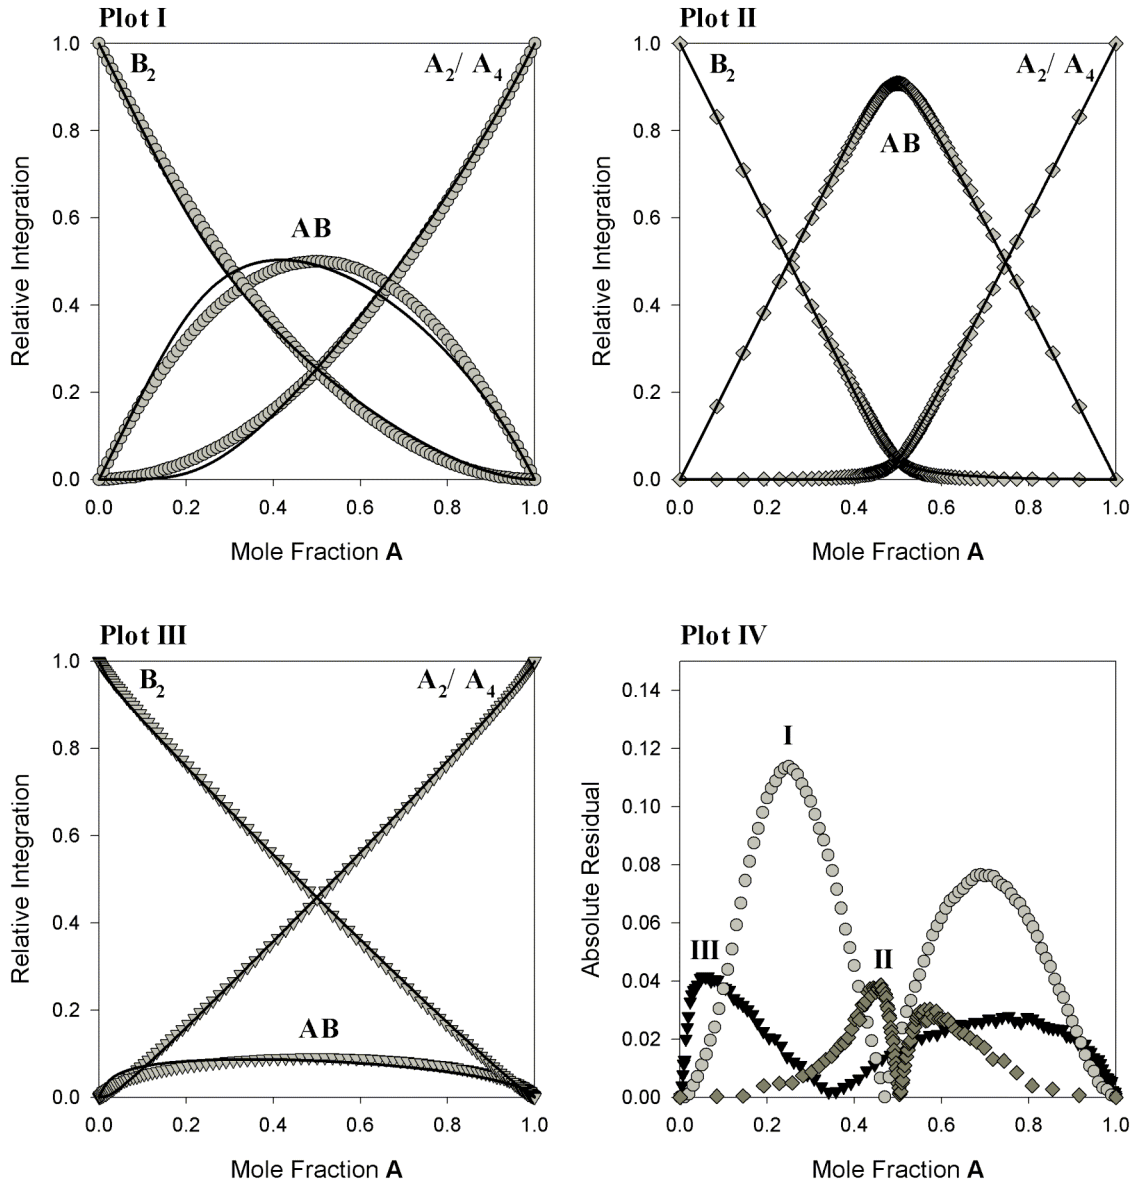 Plot I
B2
A2/ A4
AB
Relative Integration
1.0
0.8
0.6
0.4
0.2
0.0
0.0 0.2 0.4 0.6 0.8 1.0
Mole Fraction A
Plot II
B2
A2/ A4
AB
Relative Integration
1.0
0.8
0.6
0.4
0.2
0.0
0.0 0.2 0.4 0.6 0.8 1.0
Mole Fraction A
Plot III
B2
A2/ A4
AB
Relative Integration
1.0
0.8
0.6
0.4
0.2
0.0
0.0 0.2 0.4 0.6 0.8 1.0
Mole Fraction A
Plot IV
I
III
II
Absolute Residual
0.14
0.12
0.10
0.08
0.06
0.04
0.02
0.00
0.0 0.2 0.4 0.6 0.8 1.0
Mole Fraction A